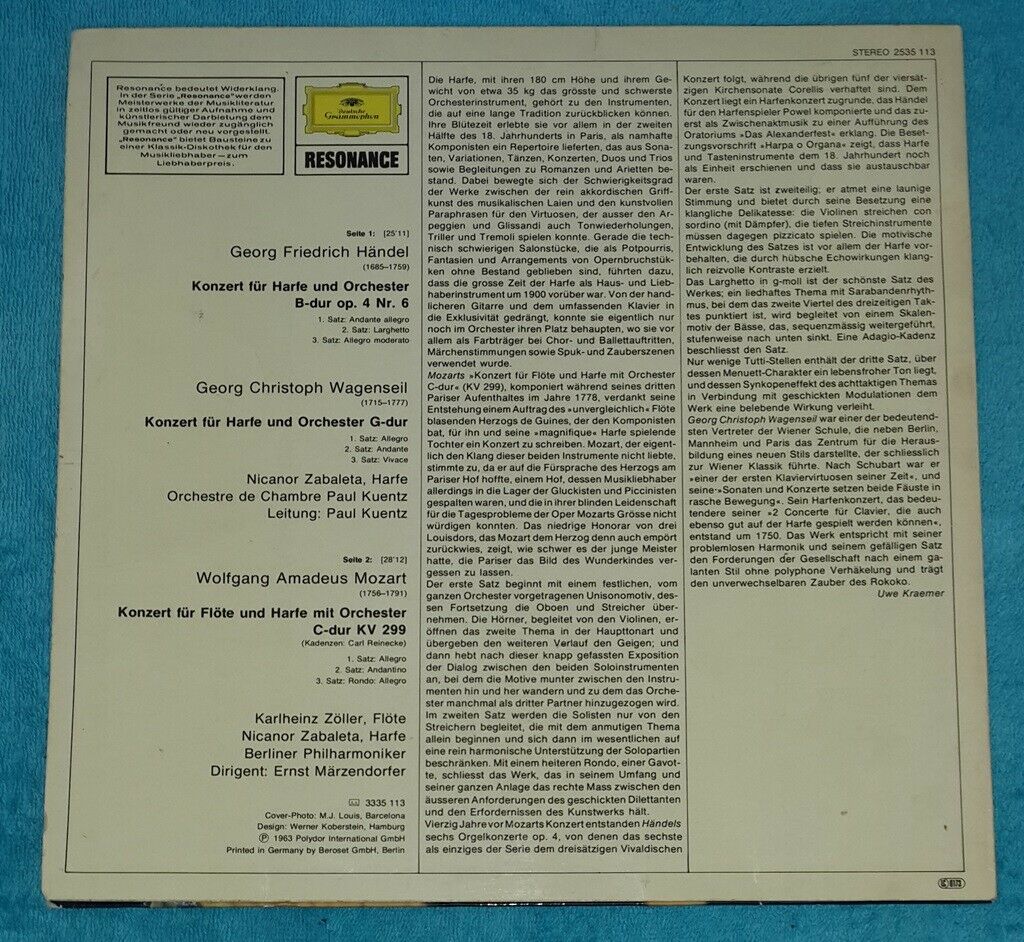 STEREO 2535 113
Resonance bedeutet Widerklang.
In der Serie „Resonance" werden
Meisterwerke der Musikliteratur
in zeitlos gültiger Aufnahme und
künstlerischer Darbietung dem
Musikfreund wieder zugänglich
gemacht oder neu vorgestellt.
„Resonance" bietet Bausteine zu
einer Klassik-Diskothek für den
Musikliebhaber – zum
Liebhaberpreis.
Deutsche
Grammophon
RESONANCE
Seite 1: [25'11]
Georg Friedrich Händel
(1685–1759)
Konzert für Harfe und Orchester
B-dur op. 4 Nr. 6
1. Satz: Andante allegro
2. Satz: Larghetto
3. Satz: Allegro moderato
Georg Christoph Wagenseil
(1715–1777)
Konzert für Harfe und Orchester G-dur
1. Satz: Allegro
2. Satz: Andante
3. Satz: Vivace
Nicanor Zabaleta, Harfe
Orchestre de Chambre Paul Kuentz
Leitung: Paul Kuentz
Seite 2: [28'12]
Wolfgang Amadeus Mozart
(1756–1791)
Konzert für Flöte und Harfe mit Orchester
C-dur KV 299
(Kadenzen: Carl Reinecke)
1. Satz: Allegro
2. Satz: Andantino
3. Satz: Rondo: Allegro
Karlheinz Zöller, Flöte
Nicanor Zabaleta, Harfe
Berliner Philharmoniker
Dirigent: Ernst Märzendorfer
3335 113
Cover-Photo: M.J. Louis, Barcelona
Design: Werner Koberstein, Hamburg
Ⓟ 1963 Polydor International GmbH
Printed in Germany by Beroset GmbH, Berlin
Die Harfe, mit ihren 180 cm Höhe und ihrem Ge-
wicht von etwa 35 kg das grösste und schwerste
Orchesterinstrument, gehört zu den Instrumenten,
die auf eine lange Tradition zurückblicken können.
Ihre Blütezeit erlebte sie vor allem in der zweiten
Hälfte des 18. Jahrhunderts in Paris, als namhafte
Komponisten ein Repertoire lieferten, das aus Sona-
ten, Variationen, Tänzen, Konzerten, Duos und Trios
sowie Begleitungen zu Romanzen und Arietten be-
stand. Dabei bewegte sich der Schwierigkeitsgrad
der Werke zwischen der rein akkordischen Griff-
kunst des musikalischen Laien und den kunstvollen
Paraphrasen für den Virtuosen, der ausser den Ar-
peggien und Glissandi auch Tonwiederholungen,
Triller und Tremoli spielen konnte. Gerade die tech-
nisch schwierigen Salonstücke, die als Potpourris,
Fantasien und Arrangements von Opernbruchstük-
ken ohne Bestand geblieben sind, führten dazu,
dass die grosse Zeit der Harfe als Haus- und Lieb-
haberinstrument um 1900 vorüber war. Von der hand-
licheren Gitarre und dem umfassenden Klavier in
die Exklusivität gedrängt, konnte sie eigentlich nur
noch im Orchester ihren Platz behaupten, wo sie vor
allem als Farbträger bei Chor- und Ballettauftritten,
Märchenstimmungen sowie Spuk- und Zauberszenen
verwendet wurde.
Mozarts »Konzert für Flöte und Harfe mit Orchester
C-dur« (KV 299), komponiert während seines dritten
Pariser Aufenthaltes im Jahre 1778, verdankt seine
Entstehung einem Auftrag des »unvergleichlich« Flöte
blasenden Herzogs de Guines, der den Komponisten
bat, für ihn und seine »magnifique« Harfe spielende
Tochter ein Konzert zu schreiben. Mozart, der eigent-
lich den Klang dieser beiden Instrumente nicht liebte,
stimmte zu, da er auf die Fürsprache des Herzogs am
Pariser Hof hoffte, einem Hof, dessen Musikliebhaber
allerdings in die Lager der Gluckisten und Piccinisten
gespalten waren, und die in ihrer blinden Leidenschaft
für die Tagesprobleme der Oper Mozarts Grösse nicht
würdigen konnten. Das niedrige Honorar von drei
Louisdors, das Mozart dem Herzog denn auch empört
zurückwies, zeigt, wie schwer es der junge Meister
hatte, die Pariser das Bild des Wunderkindes ver-
gessen zu lassen.
Der erste Satz beginnt mit einem festlichen, vom
ganzen Orchester vorgetragenen Unisonomotiv, des-
sen Fortsetzung die Oboen und Streicher über-
nehmen. Die Hörner, begleitet von den Violinen, er-
öffnen das zweite Thema in der Haupttonart und
übergeben den weiteren Verlauf den Geigen; und
dann hebt nach dieser knapp gefassten Exposition
der Dialog zwischen den beiden Soloinstrumenten
an, bei dem die Motive munter zwischen den Instru-
menten hin und her wandern und zu dem das Orche-
ster manchmal als dritter Partner hinzugezogen wird.
Im zweiten Satz werden die Solisten nur von den
Streichern begleitet, die mit dem anmutigen Thema
allein beginnen und sich dann im wesentlichen auf
eine rein harmonische Unterstützung der Solopartien
beschränken. Mit einem heiteren Rondo, einer Gavot-
te, schliesst das Werk, das in seinem Umfang und
seiner ganzen Anlage das rechte Mass zwischen den
äusseren Anforderungen des geschickten Dilettanten
und den Erfordernissen des Kunstwerks hält.
Vierzig Jahre vor Mozarts Konzert entstanden Händels
sechs Orgelkonzerte op. 4, von denen das sechste
als einziges der Serie dem dreisätzigen Vivaldischen
Konzert folgt, während die übrigen fünf der viersät-
zigen Kirchensonate Corellis verhaftet sind. Dem
Konzert liegt ein Harfenkonzert zugrunde, das Händel
für den Harfenspieler Powel komponierte und das zu-
erst als Zwischenaktmusik zu einer Aufführung des
Oratoriums »Das Alexanderfest« erklang. Die Beset-
zungsvorschrift »Harpa o Organa« zeigt, dass Harfe
und Tasteninstrumente dem 18. Jahrhundert noch
als Einheit erschienen und dass sie austauschbar
waren.
Der erste Satz ist zweiteilig; er atmet eine launige
Stimmung und bietet durch seine Besetzung eine
klangliche Delikatesse: die Violinen streichen con
sordino (mit Dämpfer), die tiefen Streichinstrumente
müssen dagegen pizzicato spielen. Die motivische
Entwicklung des Satzes ist vor allem der Harfe vor-
behalten, die durch hübsche Echowirkungen klang-
lich reizvolle Kontraste erzielt.
Das Larghetto in g-moll ist der schönste Satz des
Werkes; ein liedhaftes Thema mit Sarabandenrhyth-
mus, bei dem das zweite Viertel des dreizeitigen Tak-
tes punktiert ist, wird begleitet von einem Skalen-
motiv der Bässe, das, sequenzmässig weitergeführt,
stufenweise nach unten sinkt. Eine Adagio-Kadenz
beschliesst den Satz.
Nur wenige Tutti-Stellen enthält der dritte Satz, über
dessen Menuett-Charakter ein lebensfroher Ton liegt,
und dessen Synkopeneffekt des achttaktigen Themas
in Verbindung mit geschickten Modulationen dem
Werk eine belebende Wirkung verleiht.
Georg Christoph Wagenseil war einer der bedeutend-
sten Vertreter der Wiener Schule, die neben Berlin,
Mannheim und Paris das Zentrum für die Heraus-
bildung eines neuen Stils darstellte, der schliesslich
zur Wiener Klassik führte. Nach Schubart war er
»einer der ersten Klaviervirtuosen seiner Zeit«, und
seine »Sonaten und Konzerte setzen beide Fäuste in
rasche Bewegung«. Sein Harfenkonzert, das bedeu-
tendere seiner »2 Concerte für Clavier, die auch
ebenso gut auf der Harfe gespielt werden können«,
entstand um 1750. Das Werk entspricht mit seiner
problemlosen Harmonik und seinem gefälligen Satz
den Forderungen der Gesellschaft nach einem ga-
lanten Stil ohne polyphone Verhäkelung und trägt
den unverwechselbaren Zauber des Rokoko.
Uwe Kraemer